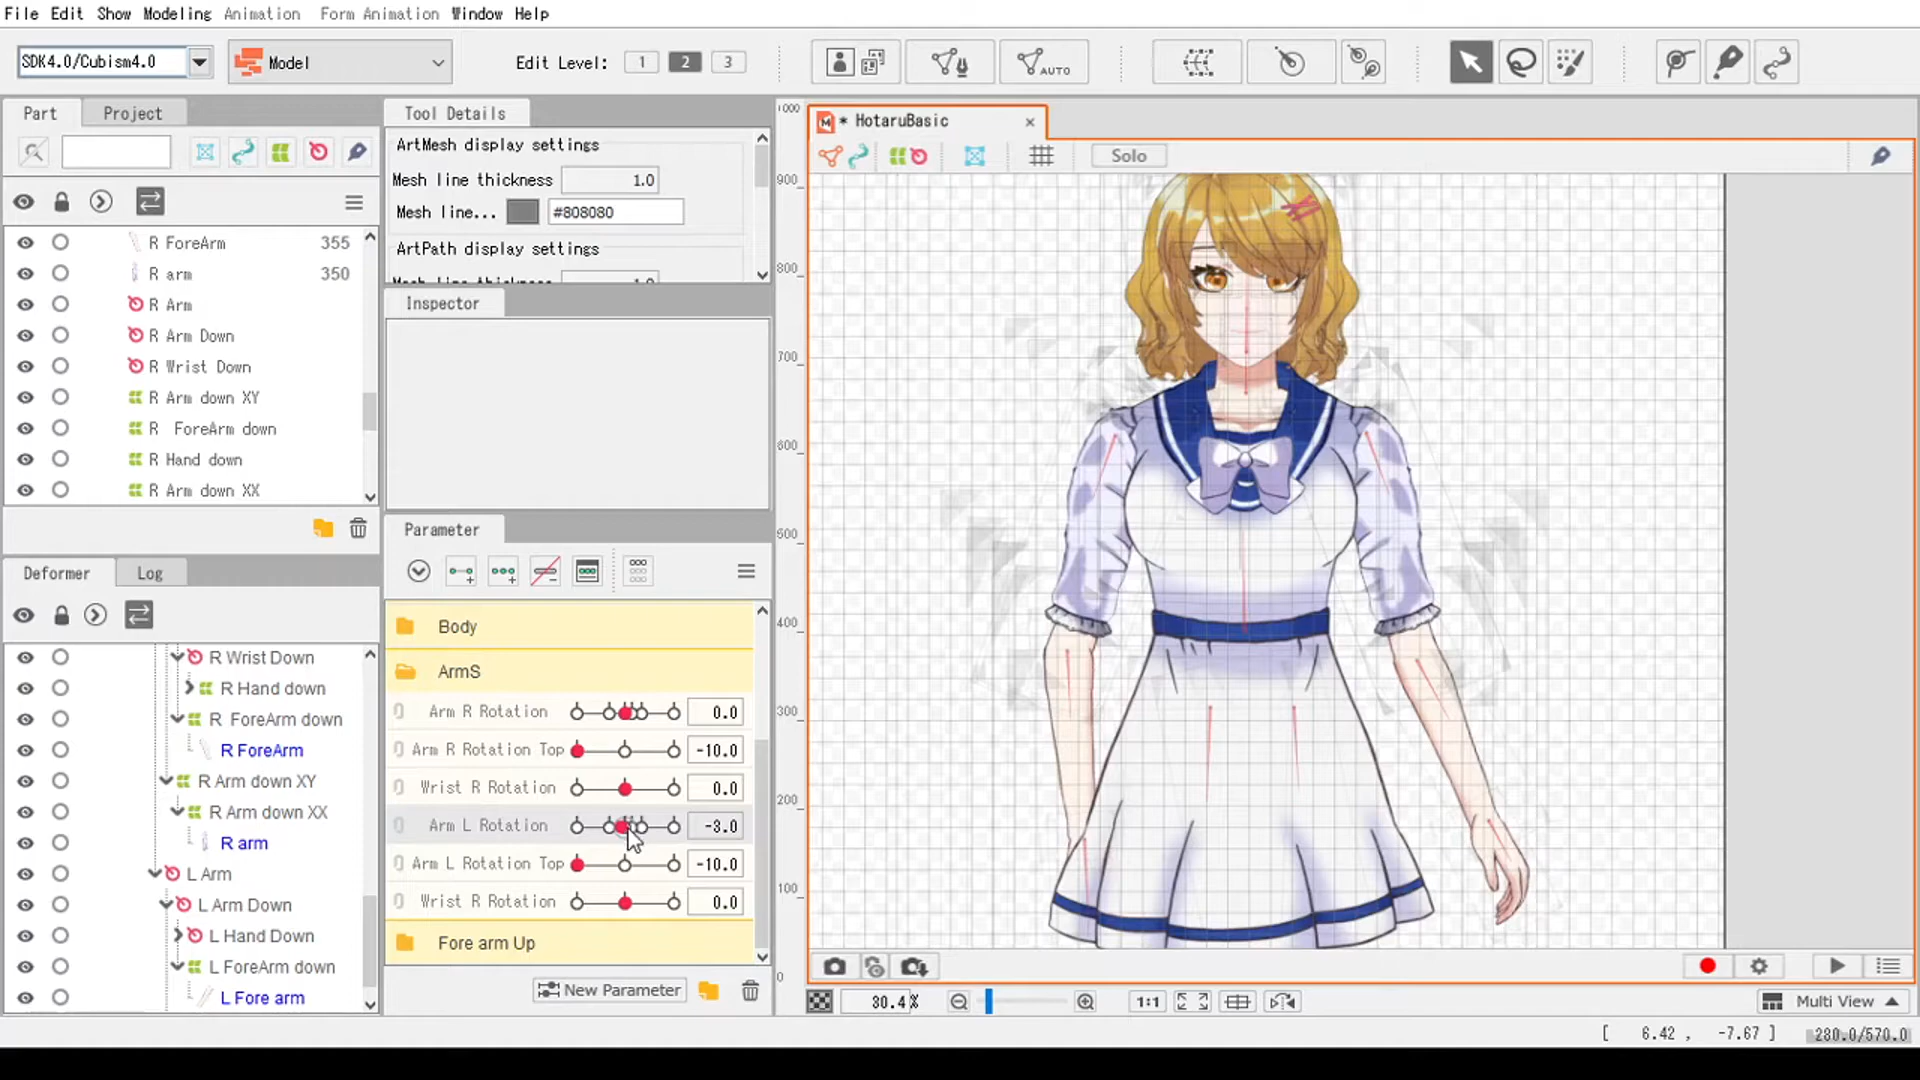 File Edit Show Modeling Animation Form Animation Window Help
SDK4.0/Cubism4.0 Model Edit Level: 1 2 3 AUTO
Part Project
R ForeArm 355
R arm 350
R Arm
R Arm Down
R Wrist Down
R Arm down XY
R ForeArm down
R Hand down
R Arm down XX
Deformer Log
R Wrist Down
R Hand down
R ForeArm down
R ForeArm
R Arm down XY
R Arm down XX
R arm
L Arm
L Arm Down
L Hand Down
L ForeArm down
L Fore arm
Tool Details
ArtMesh display settings
Mesh line thickness 1.0
Mesh line... #808080
ArtPath display settings
Inspector
Parameter
Body
ArmS
Arm R Rotation 0.0
Arm R Rotation Top -10.0
Wrist R Rotation 0.0
Arm L Rotation -3.0
Arm L Rotation Top -10.0
Wrist R Rotation 0.0
Fore arm Up
New Parameter
* HotaruBasic
Solo
1000
900
800
700
600
500
400
300
200
100
0
30.4% 1:1 Multi View
[ 6.42 , -7.67 ] 280.0/570.0